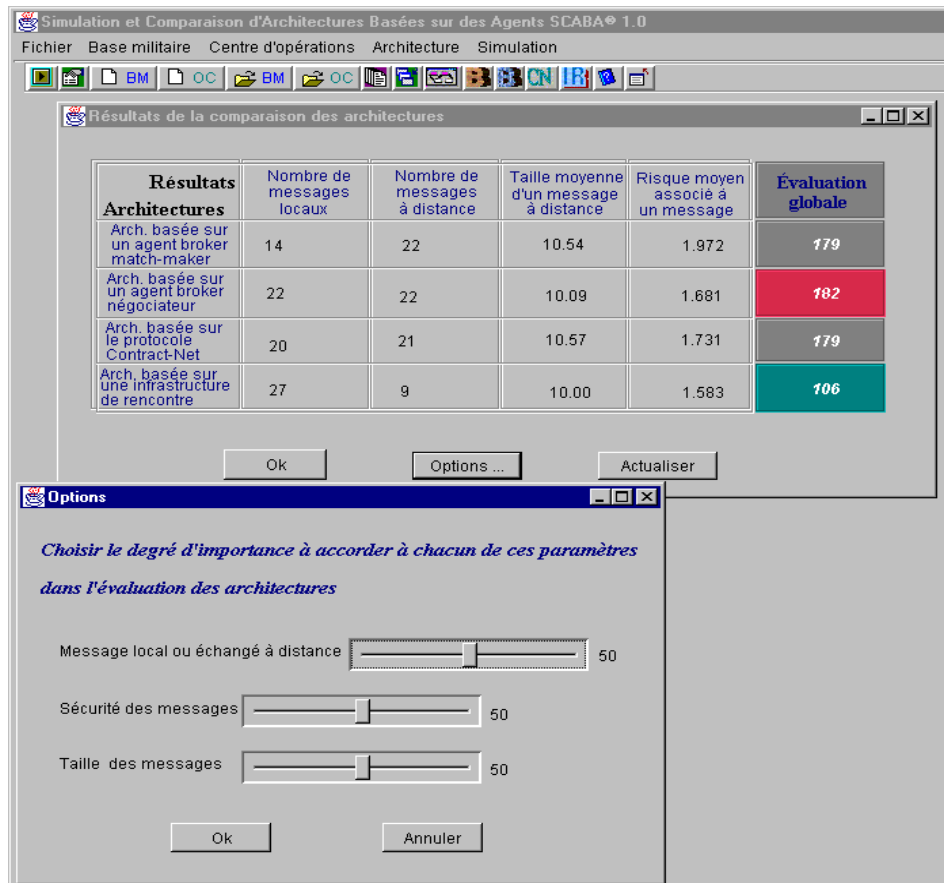 Simulation et Comparaison d'Architectures Basées sur des Agents SCABA® 1.0
Fichier Base militaire Centre d'opérations Architecture Simulation
BM OC BM OC CN IR
Résultats de la comparaison des architectures
Résultats
Architectures
Nombre de
messages
locaux
Nombre de
messages
à distance
Taille moyenne
d'un message
à distance
Risque moyen
associé à
un message
Évaluation
globale
Arch. basée sur
un agent broker
match-maker
14 22 10.54 1.972 179
Arch. basée sur
un agent broker
négociateur
22 22 10.09 1.681 182
Arch. basée sur
le protocole
Contract-Net
20 21 10.57 1.731 179
Arch. basée sur
une infrastructure
de rencontre
27 9 10.00 1.583 106
Ok Options ... Actualiser
Options
Choisir le degré d'importance à accorder à chacun de ces paramètres
dans l'évaluation des architectures
Message local ou échangé à distance 50
Sécurité des messages 50
Taille des messages 50
Ok Annuler